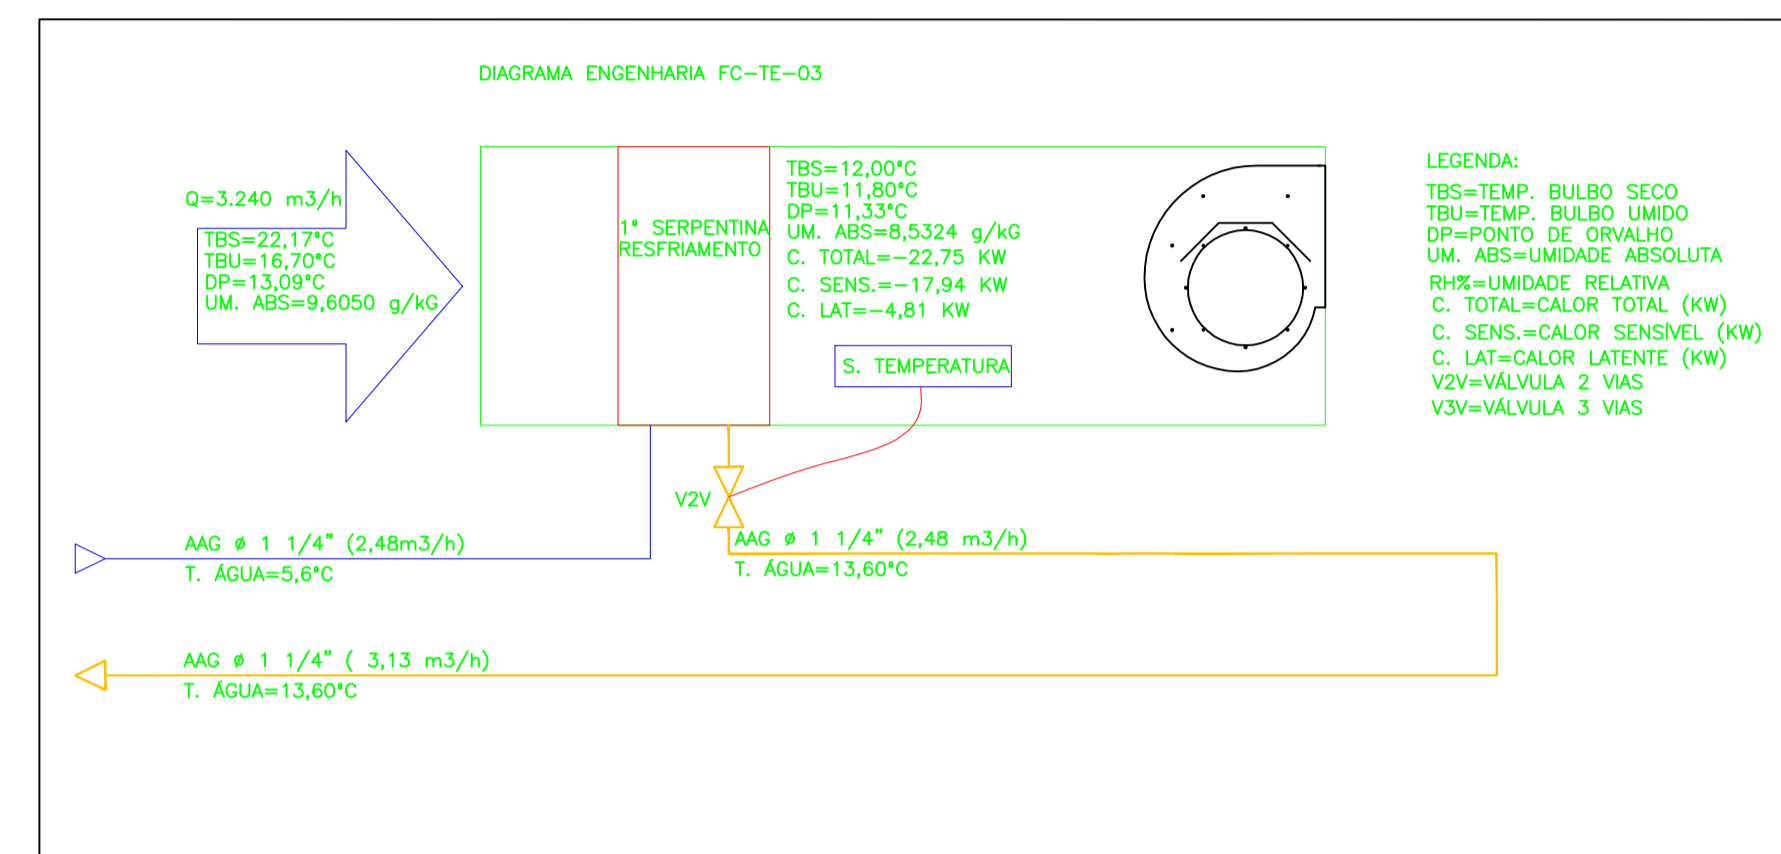 DIAGRAMA ENGENHARIA FC-TE-03
Q=3.240 m3/h
TBS=22,17°C
TBU=16,70°C
DP=13,09°C
UM. ABS=9,6050 g/kG
1ª SERPENTINA
RESFRIAMENTO
TBS=12,00°C
TBU=11,80°C
DP=11,33°C
UM. ABS=8,5324 g/kG
C. TOTAL=-22,75 KW
C. SENS.=-17,94 KW
C. LAT=-4,81 KW
S. TEMPERATURA
LEGENDA:
TBS=TEMP. BULBO SECO
TBU=TEMP. BULBO UMIDO
DP=PONTO DE ORVALHO
UM. ABS=UMIDADE ABSOLUTA
RH%=UMIDADE RELATIVA
C. TOTAL=CALOR TOTAL (KW)
C. SENS.=CALOR SENSÍVEL (KW)
C. LAT=CALOR LATENTE (KW)
V2V=VÁLVULA 2 VIAS
V3V=VÁLVULA 3 VIAS
V2V
AAG ø 1 1/4" (2,48m3/h)
T. ÁGUA=5,6°C
AAG ø 1 1/4" (2,48 m3/h)
T. ÁGUA=13,60°C
AAG ø 1 1/4" ( 3,13 m3/h)
T. ÁGUA=13,60°C